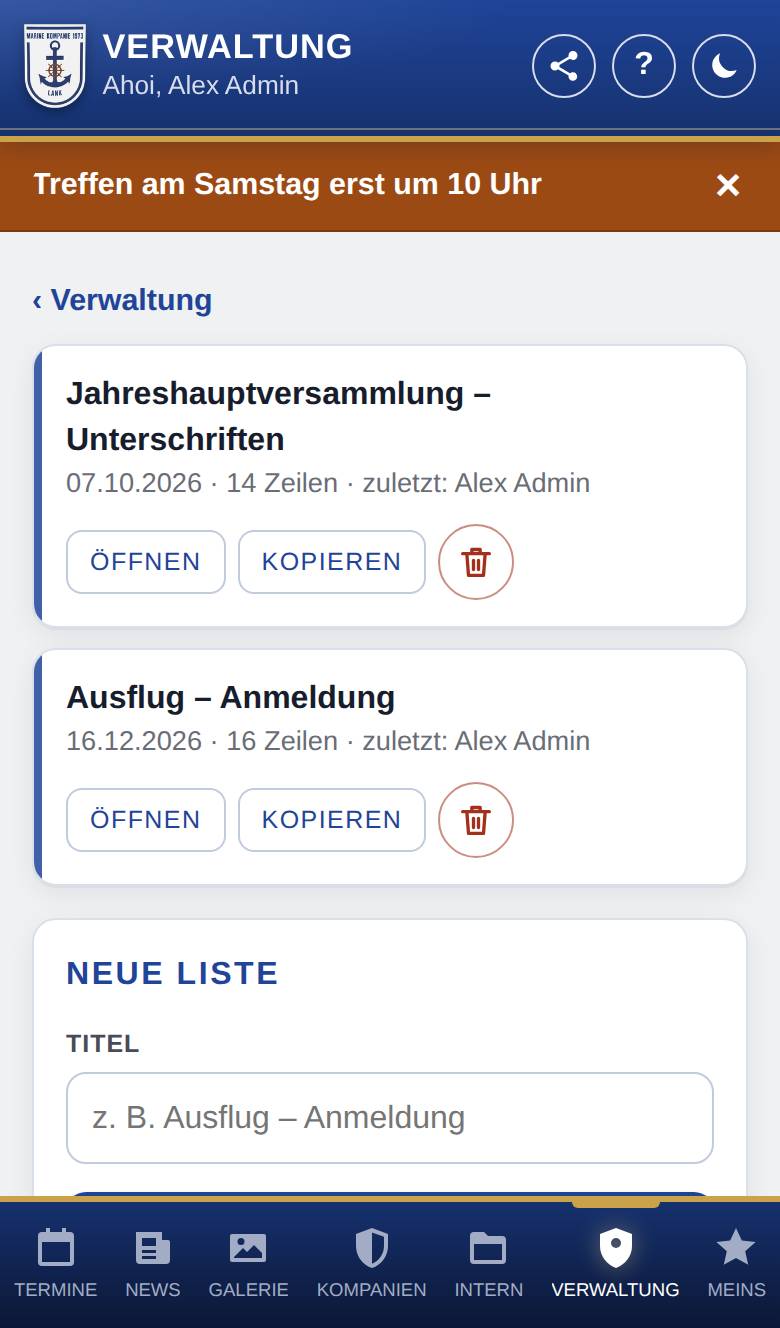 MARINE KOMPANIE 1973
LANK
VERWALTUNG
Ahoi, Alex Admin
?
Treffen am Samstag erst um 10 Uhr
×
‹ Verwaltung
Jahreshauptversammlung –
Unterschriften
07.10.2026 · 14 Zeilen · zuletzt: Alex Admin
ÖFFNEN
KOPIEREN
Ausflug – Anmeldung
16.12.2026 · 16 Zeilen · zuletzt: Alex Admin
ÖFFNEN
KOPIEREN
NEUE LISTE
TITEL
z. B. Ausflug – Anmeldung
TERMINE
NEWS
GALERIE
KOMPANIEN
INTERN
VERWALTUNG
MEINS